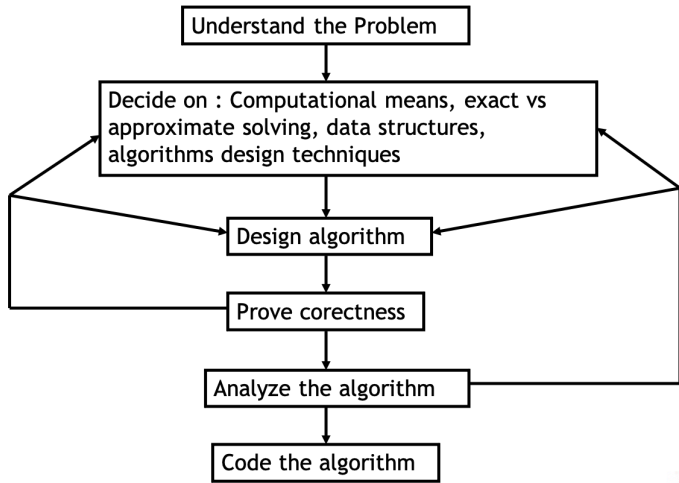 Understand the Problem
Decide on : Computational means, exact vs
approximate solving, data structures,
algorithms design techniques
Design algorithm
Prove corectness
Analyze the algorithm
Code the algorithm